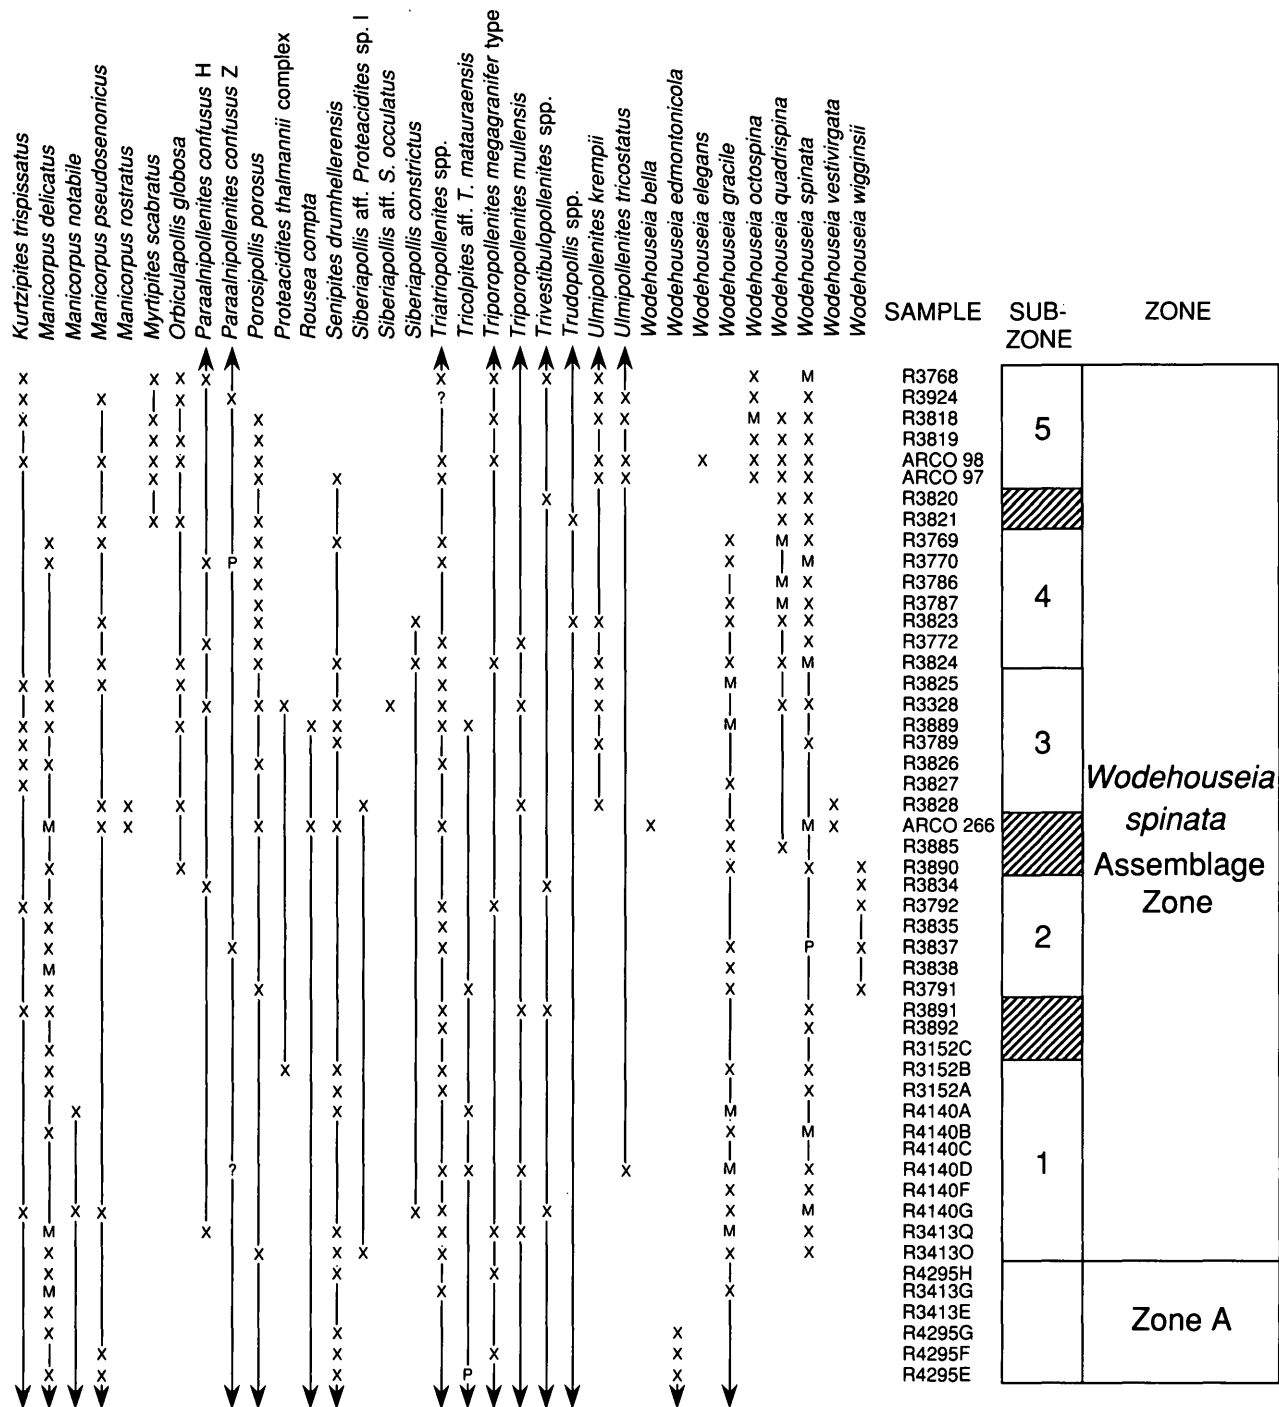 Kurtzipites trispissatus
Manicorpus delicatus
Manicorpus notabile
Manicorpus pseudosenonicus
Manicorpus rostratus
Myrtipites scabratus
Orbiculapollis globosa
Paraalnipollenites confusus H
Paraalnipollenites confusus Z
Porosipollis porosus
Proteacidites thalmannii complex
Rousea compta
Senipites drumhellerensis
Siberiapollis aff. Proteacidites sp. I
Siberiapollis aff. S. occulatus
Siberiapollis constrictus
Triatriopollenites spp.
Tricolpites aff. T. matauraensis
Triporopollenites megagranifer type
Triporopollenites mullensis
Trivestibulopollenites spp.
Trudopollis spp.
Ulmipollenites krempii
Ulmipollenites tricostatus
Wodehouseia bella
Wodehouseia edmontonicola
Wodehouseia elegans
Wodehouseia gracile
Wodehouseia octospina
Wodehouseia quadrispina
Wodehouseia spinata
Wodehouseia vestivirgata
Wodehouseia wigginsii
SAMPLE
SUB-
ZONE
ZONE
X X X X X X X X X M R3768
X X X X X ? X X X X X R3924
X X X X X X X M X X R3818
X X X X X X R3819
X X X X X X X X X X X X X ARCO 98
X X X X X X X X X ARCO 97
X X X R3820
X X X X X X X R3821
X X X X X X M X R3769
X X P X X X M R3770
X M X R3786
X X M X R3787
X X X X X X X X R3823
X X X X X R3772
X X X X X X X X X X M R3824
X X X X X X M R3825
X X X X X X X X X X X R3328
X X X X X X X M R3889
X X X X R3789
X X X X R3826
X X R3827
X X X X X X X R3828
M X X X X X X X X M X ARCO 266
X X R3885
X X X X X R3890
X X X R3834
X X X X X R3792
X X R3835
X X X X P X R3837
M X R3838
X X X X X R3791
X X X X X X R3891
X X R3892
X R3152C
X X X X X X R3152B
X X X X R3152A
X X X M R4140A
X X M R4140B
R4140C
? X X X X M X R4140D
X X R4140F
X X X X X X M R4140G
M X X X X X M X R3413Q
X X X X X X X R3413O
X X X R4295H
M X X R3413G
X R3413E
X X X R4295G
X X X X X R4295F
X X X P X R4295E
5
4
3
2
1
Wodehouseia
spinata
Assemblage
Zone
Zone A